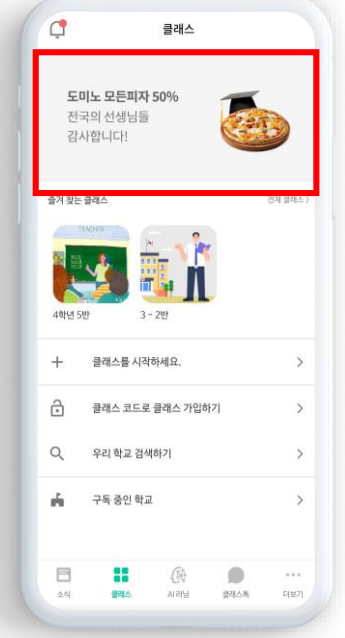 클래스
도미노 모든피자 50%
전국의 선생님들
감사합니다!
즐겨 찾는 클래스
전체 클래스 >
TEACHER
4학년 5반
3 - 2반
클래스를 시작하세요.
클래스 코드로 클래스 가입하기
우리 학교 검색하기
구독 중인 학교
소식
클래스
AI 러닝
클래스톡
더보기